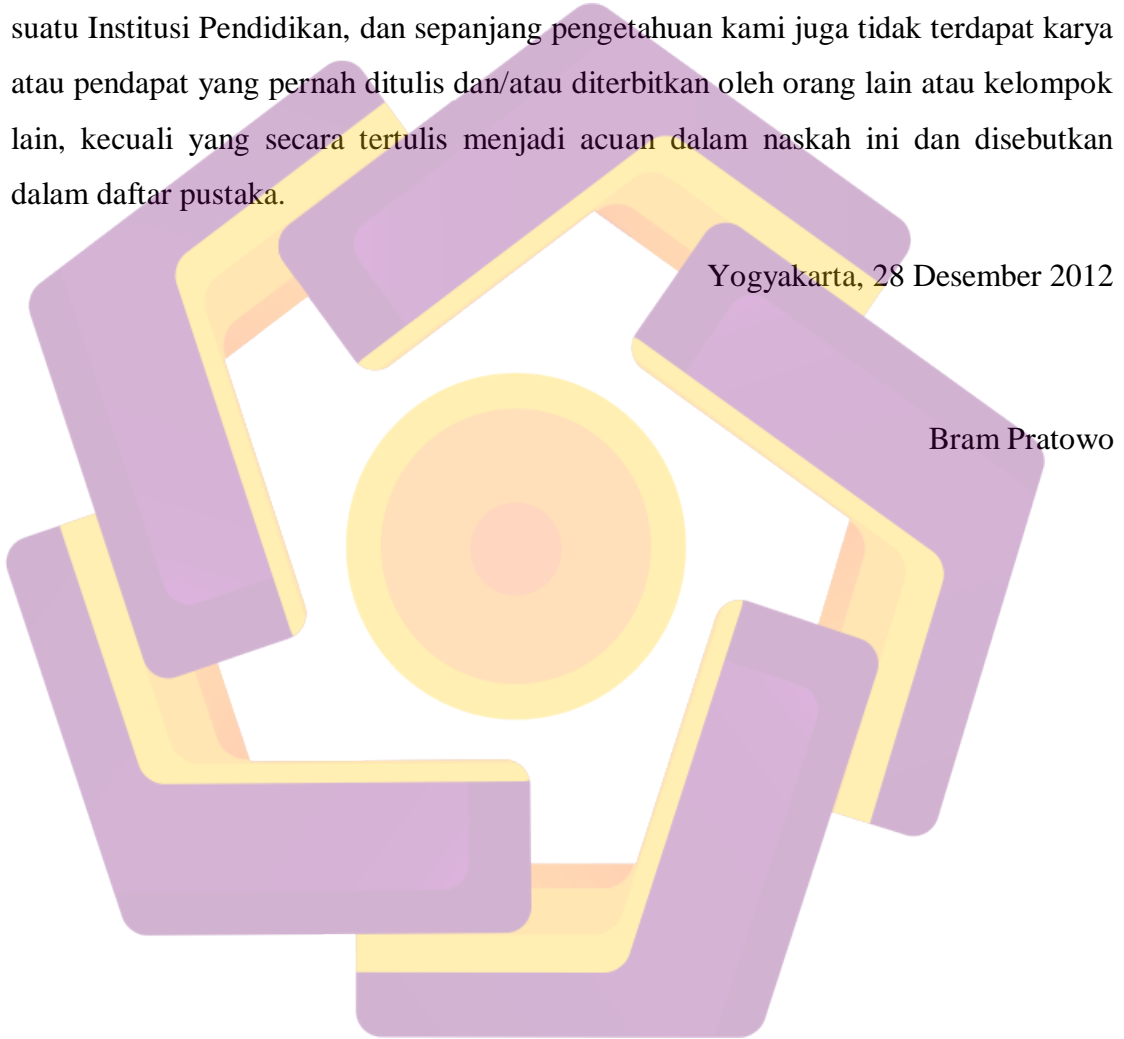 suatu Institusi Pendidikan, dan sepanjang pengetahuan kami juga tidak terdapat karya
atau pendapat yang pernah ditulis dan/atau diterbitkan oleh orang lain atau kelompok
lain, kecuali yang secara tertulis menjadi acuan dalam naskah ini dan disebutkan
dalam daftar pustaka.
Yogyakarta, 28 Desember 2012
Bram Pratowo